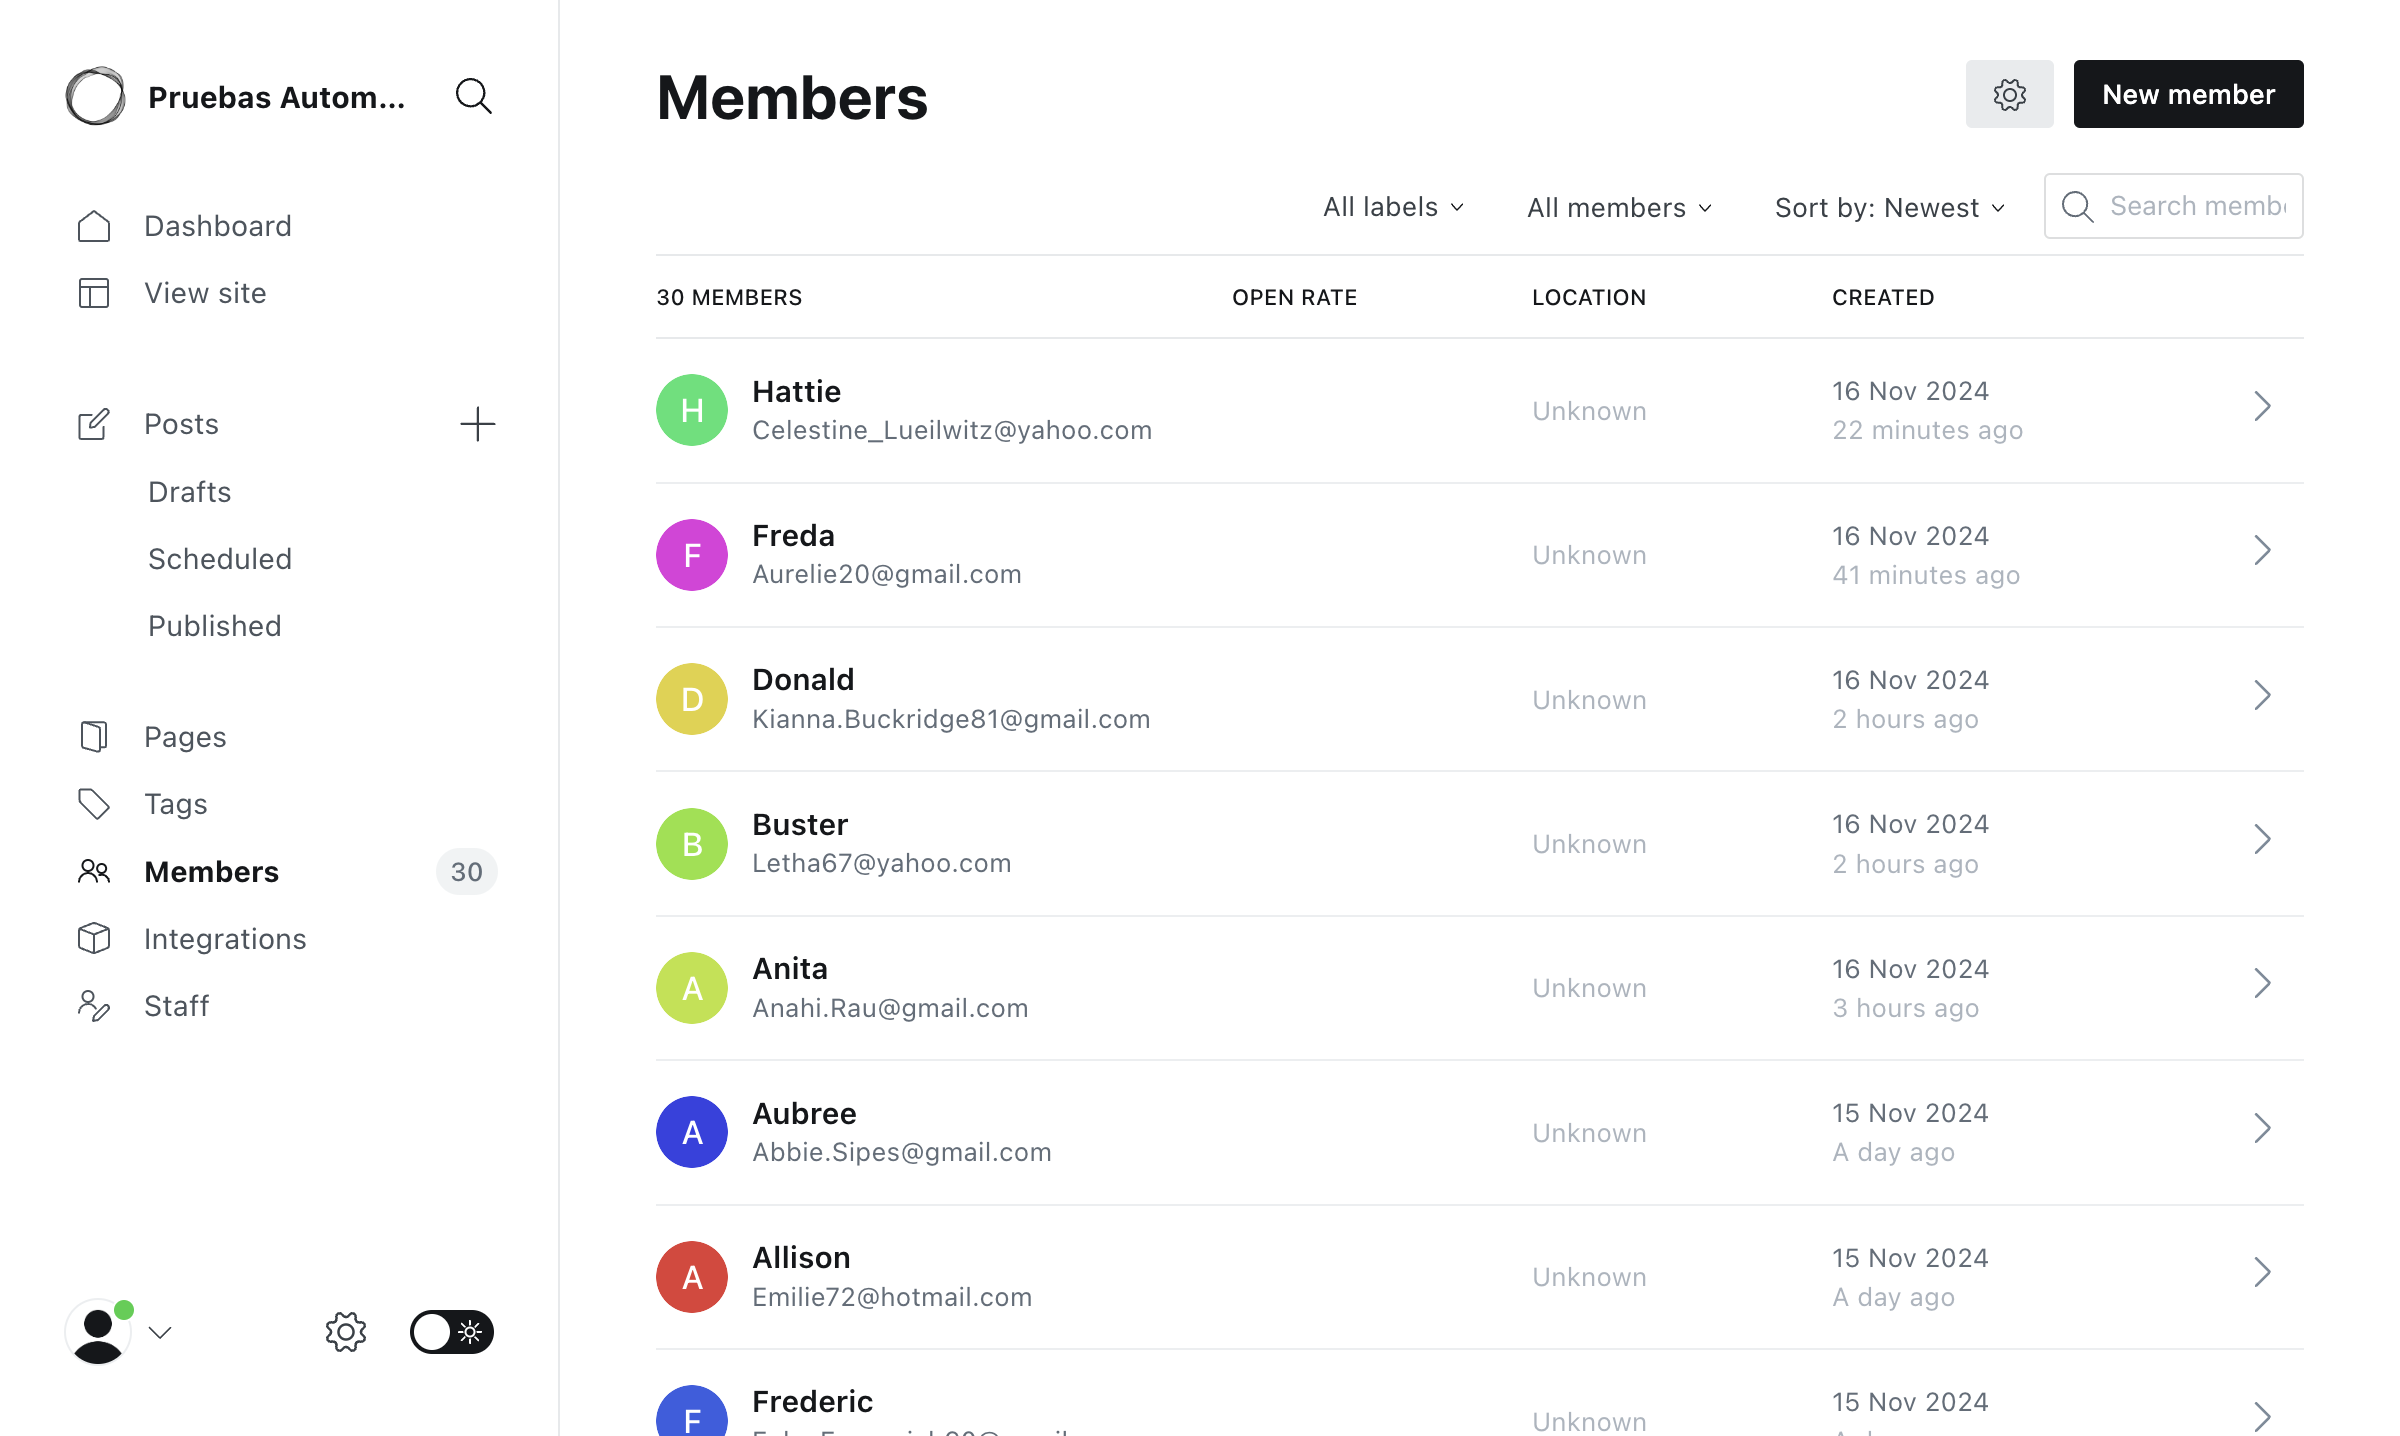 Pruebas Autom...
Dashboard
View site
Posts
Drafts
Scheduled
Published
Pages
Tags
Members 30
Integrations
Staff
Members
New member
All labels All members Sort by: Newest Search memb
30 MEMBERS OPEN RATE LOCATION CREATED
H Hattie
Celestine_Lueilwitz@yahoo.com
Unknown
16 Nov 2024
22 minutes ago
F Freda
Aurelie20@gmail.com
Unknown
16 Nov 2024
41 minutes ago
D Donald
Kianna.Buckridge81@gmail.com
Unknown
16 Nov 2024
2 hours ago
B Buster
Letha67@yahoo.com
Unknown
16 Nov 2024
2 hours ago
A Anita
Anahi.Rau@gmail.com
Unknown
16 Nov 2024
3 hours ago
A Aubree
Abbie.Sipes@gmail.com
Unknown
15 Nov 2024
A day ago
A Allison
Emilie72@hotmail.com
Unknown
15 Nov 2024
A day ago
F Frederic
Unknown
15 Nov 2024